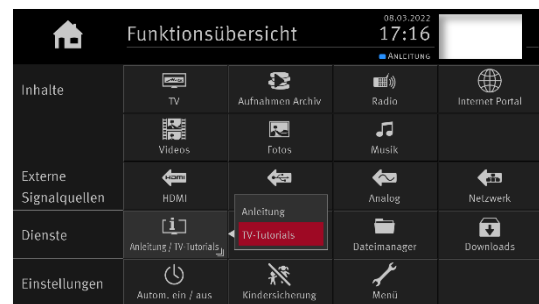 08.03.2022
Funktionsübersicht 17:16
ANLEITUNG
Inhalte
TV Aufnahmen Archiv Radio Internet Portal
Videos Fotos Musik
Externe
Signalquellen
HDMI Analog Netzwerk
Anleitung
Dienste
Anleitung / TV-Tutorials TV-Tutorials Dateimanager Downloads
Einstellungen
Autom. ein / aus Kindersicherung Menü